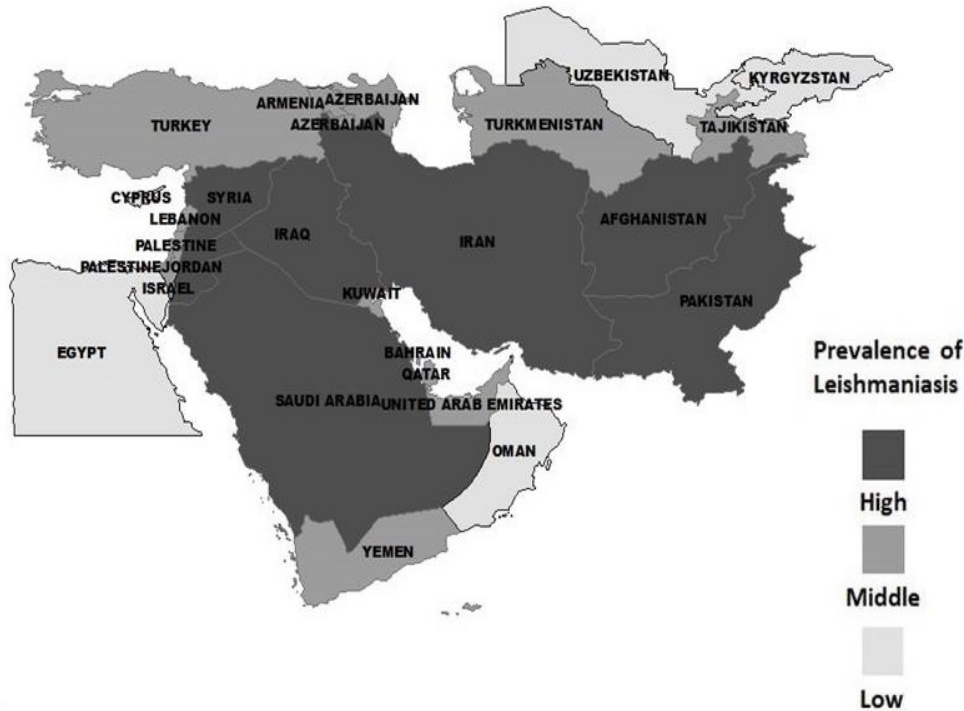 UZBEKISTAN
KYRGYZSTAN
ARMENIA
AZERBAIJAN
TURKEY
AZERBAIJAN
TURKMENISTAN
TAJIKISTAN
CYPRUS
SYRIA
LEBANON
AFGHANISTAN
IRAQ
IRAN
PALESTINE
PALESTINE
JORDAN
ISRAEL
KUWAIT
PAKISTAN
EGYPT
BAHRAIN
QATAR
SAUDI ARABIA
UNITED ARAB EMIRATES
OMAN
YEMEN
Prevalence of
Leishmaniasis
High
Middle
Low